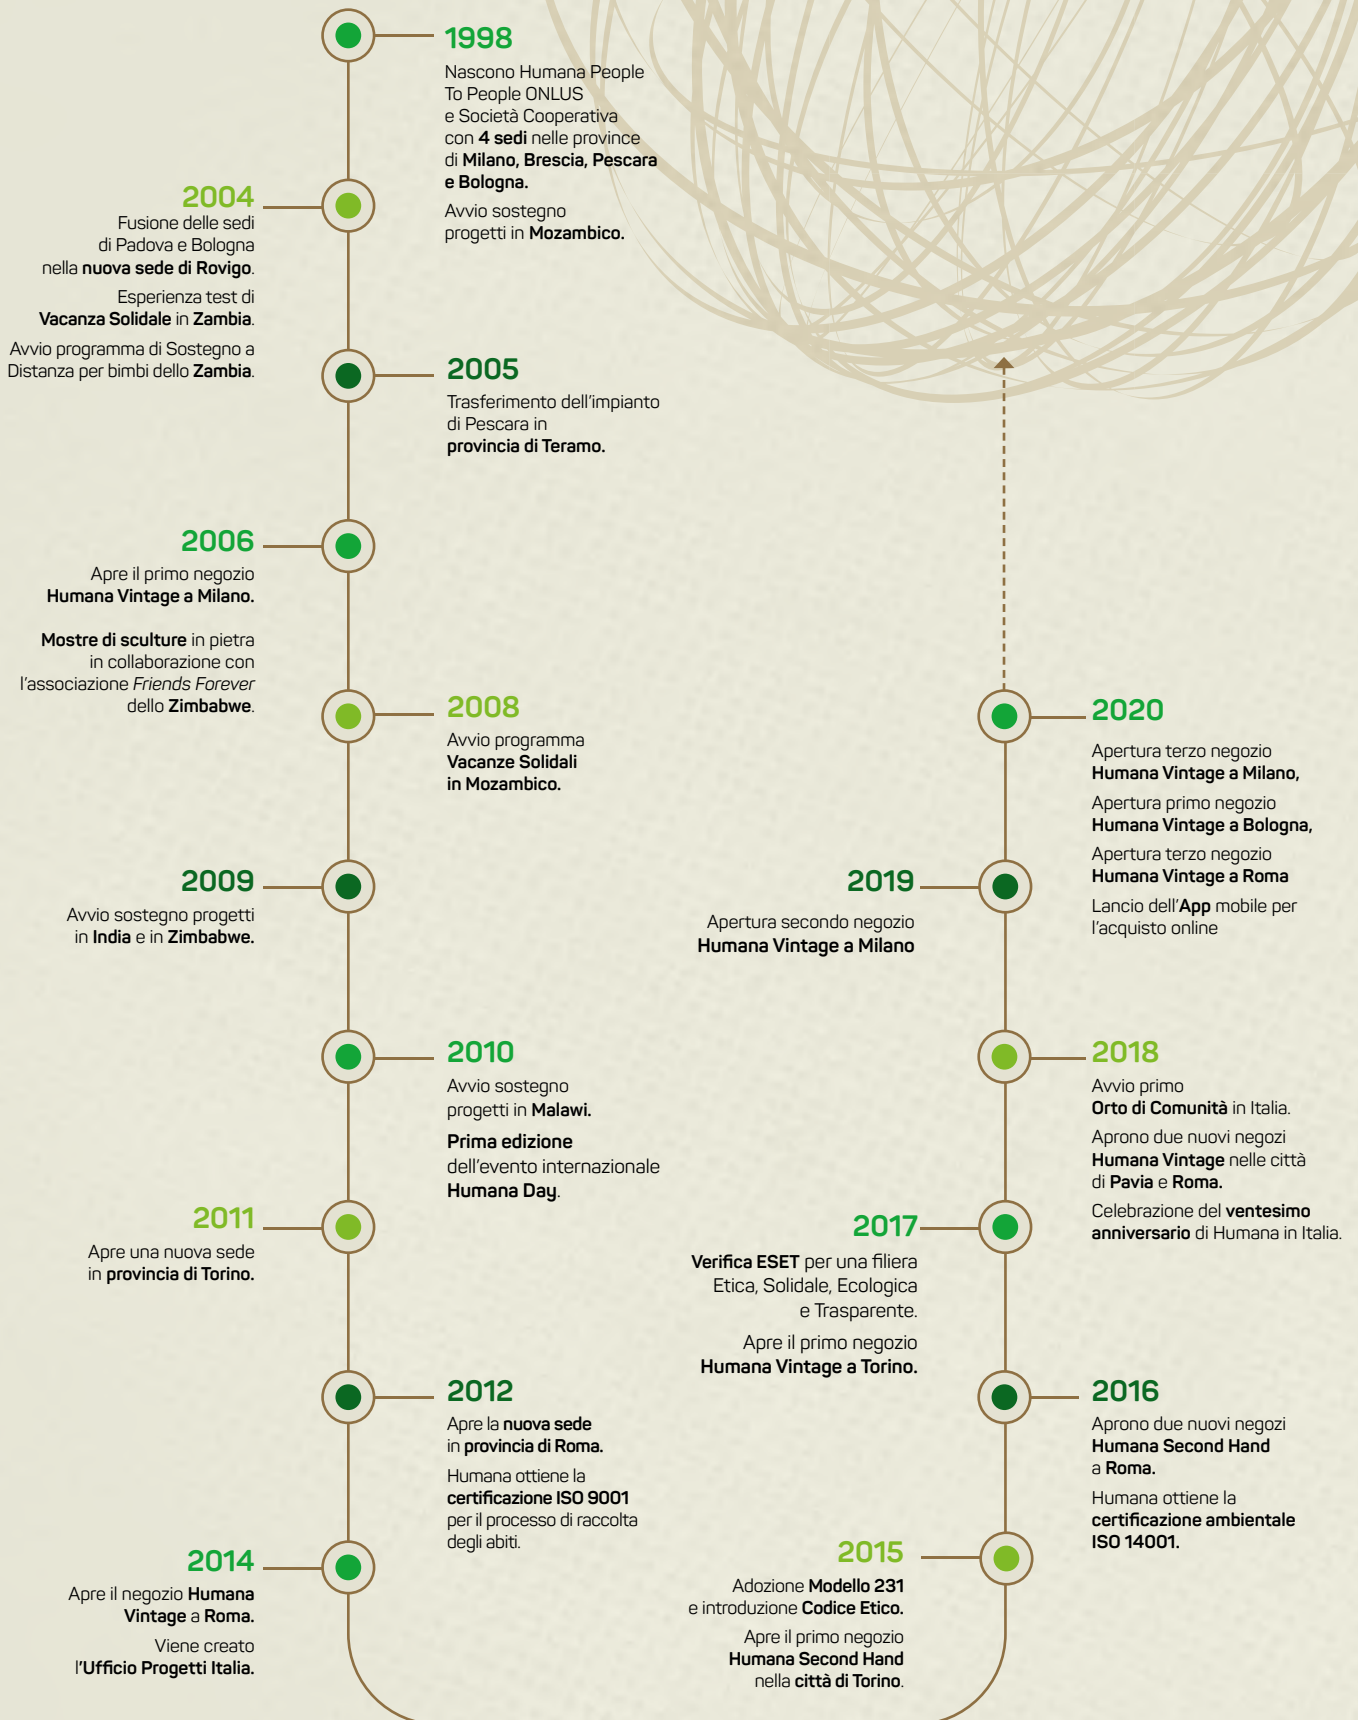 1998
Nascono Humana People
To People ONLUS
e Società Cooperativa
con 4 sedi nelle province
di Milano, Brescia, Pescara
e Bologna.
Avvio sostegno
progetti in Mozambico.
2004
Fusione delle sedi
di Padova e Bologna
nella nuova sede di Rovigo.
Esperienza test di
Vacanza Solidale in Zambia.
Avvio programma di Sostegno a
Distanza per bimbi dello Zambia.
2005
Trasferimento dell'impianto
di Pescara in
provincia di Teramo.
2006
Apre il primo negozio
Humana Vintage a Milano.
Mostre di sculture in pietra
in collaborazione con
l'associazione Friends Forever
dello Zimbabwe.
2008
Avvio programma
Vacanze Solidali
in Mozambico.
2009
Avvio sostegno progetti
in India e in Zimbabwe.
2010
Avvio sostegno
progetti in Malawi.
Prima edizione
dell'evento internazionale
Humana Day.
2011
Apre una nuova sede
in provincia di Torino.
2012
Apre la nuova sede
in provincia di Roma.
Humana ottiene la
certificazione ISO 9001
per il processo di raccolta
degli abiti.
2014
Apre il negozio Humana
Vintage a Roma.
Viene creato
l'Ufficio Progetti Italia.
2015
Adozione Modello 231
e introduzione Codice Etico.
Apre il primo negozio
Humana Second Hand
nella città di Torino.
2016
Aprono due nuovi negozi
Humana Second Hand
a Roma.
Humana ottiene la
certificazione ambientale
ISO 14001.
2017
Verifica ESET per una filiera
Etica, Solidale, Ecologica
e Trasparente.
Apre il primo negozio
Humana Vintage a Torino.
2018
Avvio primo
Orto di Comunità in Italia.
Aprono due nuovi negozi
Humana Vintage nelle città
di Pavia e Roma.
Celebrazione del ventesimo
anniversario di Humana in Italia.
2019
Apertura secondo negozio
Humana Vintage a Milano
2020
Apertura terzo negozio
Humana Vintage a Milano,
Apertura primo negozio
Humana Vintage a Bologna,
Apertura terzo negozio
Humana Vintage a Roma
Lancio dell'App mobile per
l'acquisto online